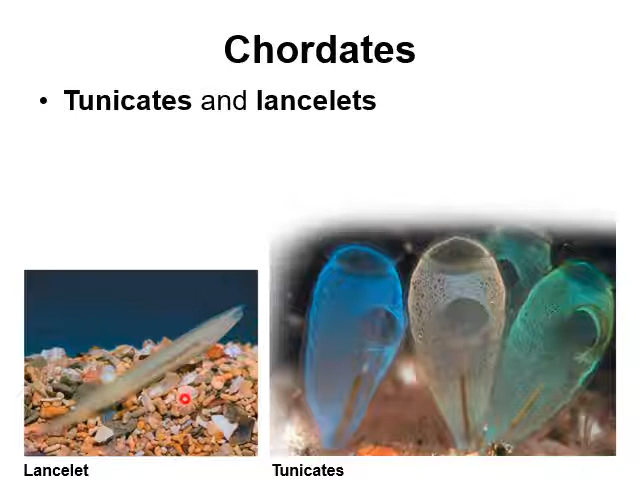 Chordates
• Tunicates and lancelets
Lancelet
Tunicates